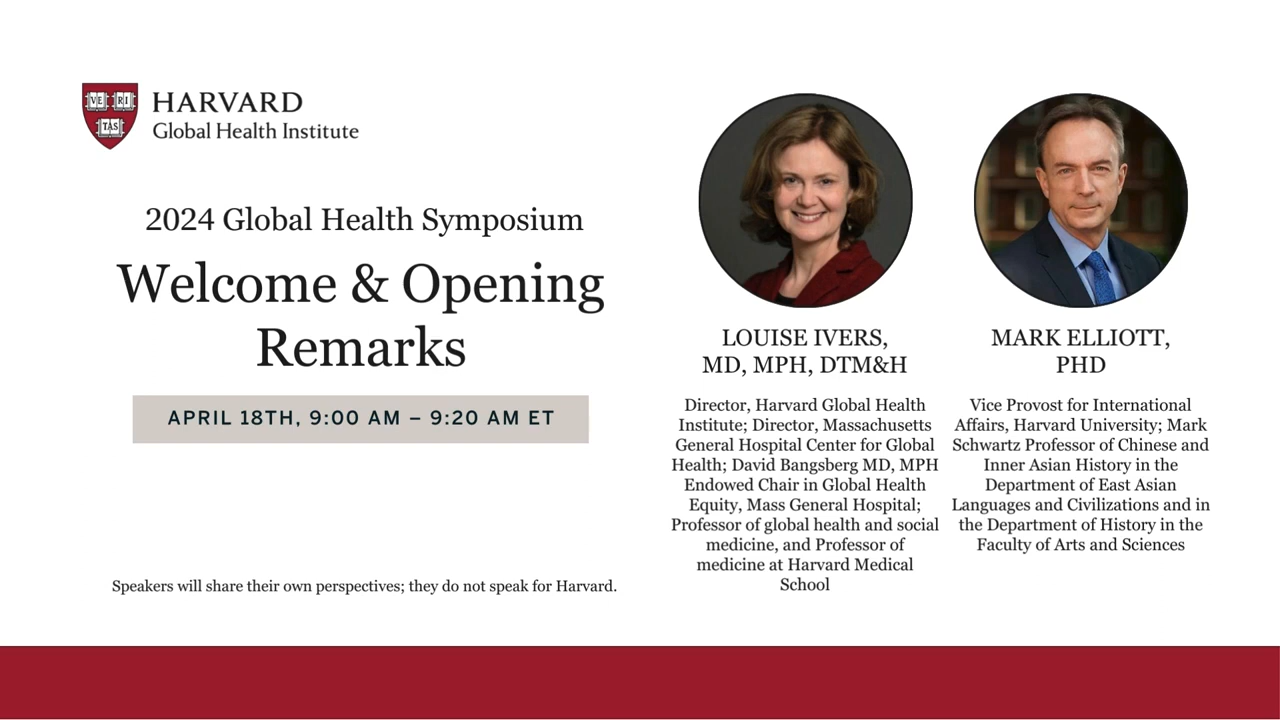 VE RI
TAS
HARVARD
Global Health Institute
2024 Global Health Symposium
Welcome & Opening
Remarks
APRIL 18TH, 9:00 AM – 9:20 AM ET
Speakers will share their own perspectives; they do not speak for Harvard.
LOUISE IVERS,
MD, MPH, DTM&H
Director, Harvard Global Health
Institute; Director, Massachusetts
General Hospital Center for Global
Health; David Bangsberg MD, MPH
Endowed Chair in Global Health
Equity, Mass General Hospital;
Professor of global health and social
medicine, and Professor of
medicine at Harvard Medical
School
MARK ELLIOTT,
PHD
Vice Provost for International
Affairs, Harvard University; Mark
Schwartz Professor of Chinese and
Inner Asian History in the
Department of East Asian
Languages and Civilizations and in
the Department of History in the
Faculty of Arts and Sciences